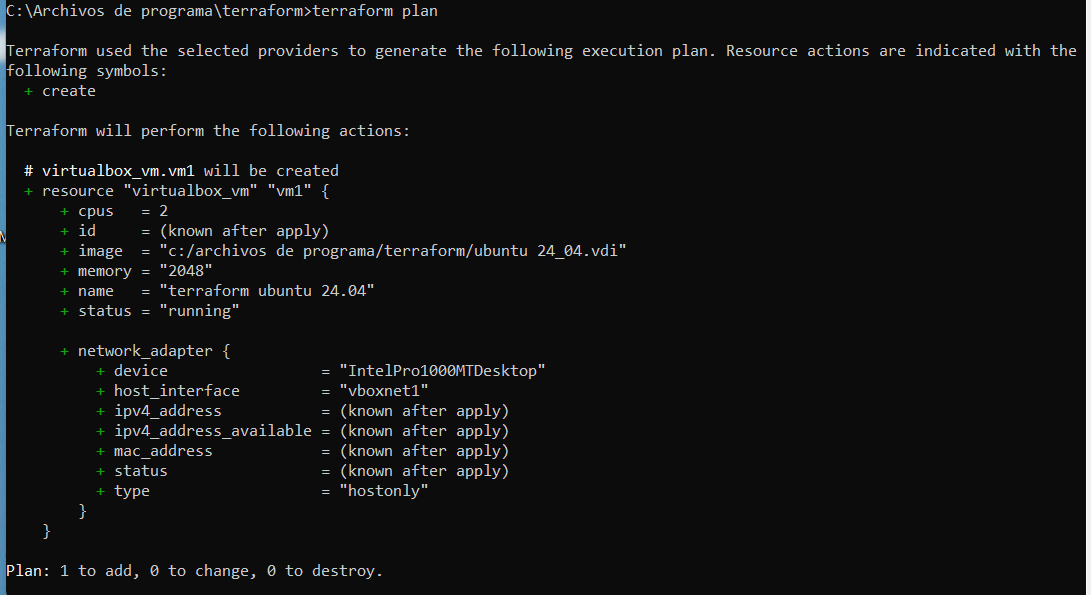 C:\Archivos de programa\terraform>terraform plan
Terraform used the selected providers to generate the following execution plan. Resource actions are indicated with the
following symbols:
  + create
Terraform will perform the following actions:
  # virtualbox_vm.vm1 will be created
  + resource "virtualbox_vm" "vm1" {
      + cpus   = 2
      + id     = (known after apply)
      + image  = "c:/archivos de programa/terraform/ubuntu 24_04.vdi"
      + memory = "2048"
      + name   = "terraform ubuntu 24.04"
      + status = "running"
      + network_adapter {
          + device                 = "IntelPro1000MTDesktop"
          + host_interface         = "vboxnet1"
          + ipv4_address           = (known after apply)
          + ipv4_address_available = (known after apply)
          + mac_address            = (known after apply)
          + status                 = (known after apply)
          + type                   = "hostonly"
        }
    }
Plan: 1 to add, 0 to change, 0 to destroy.